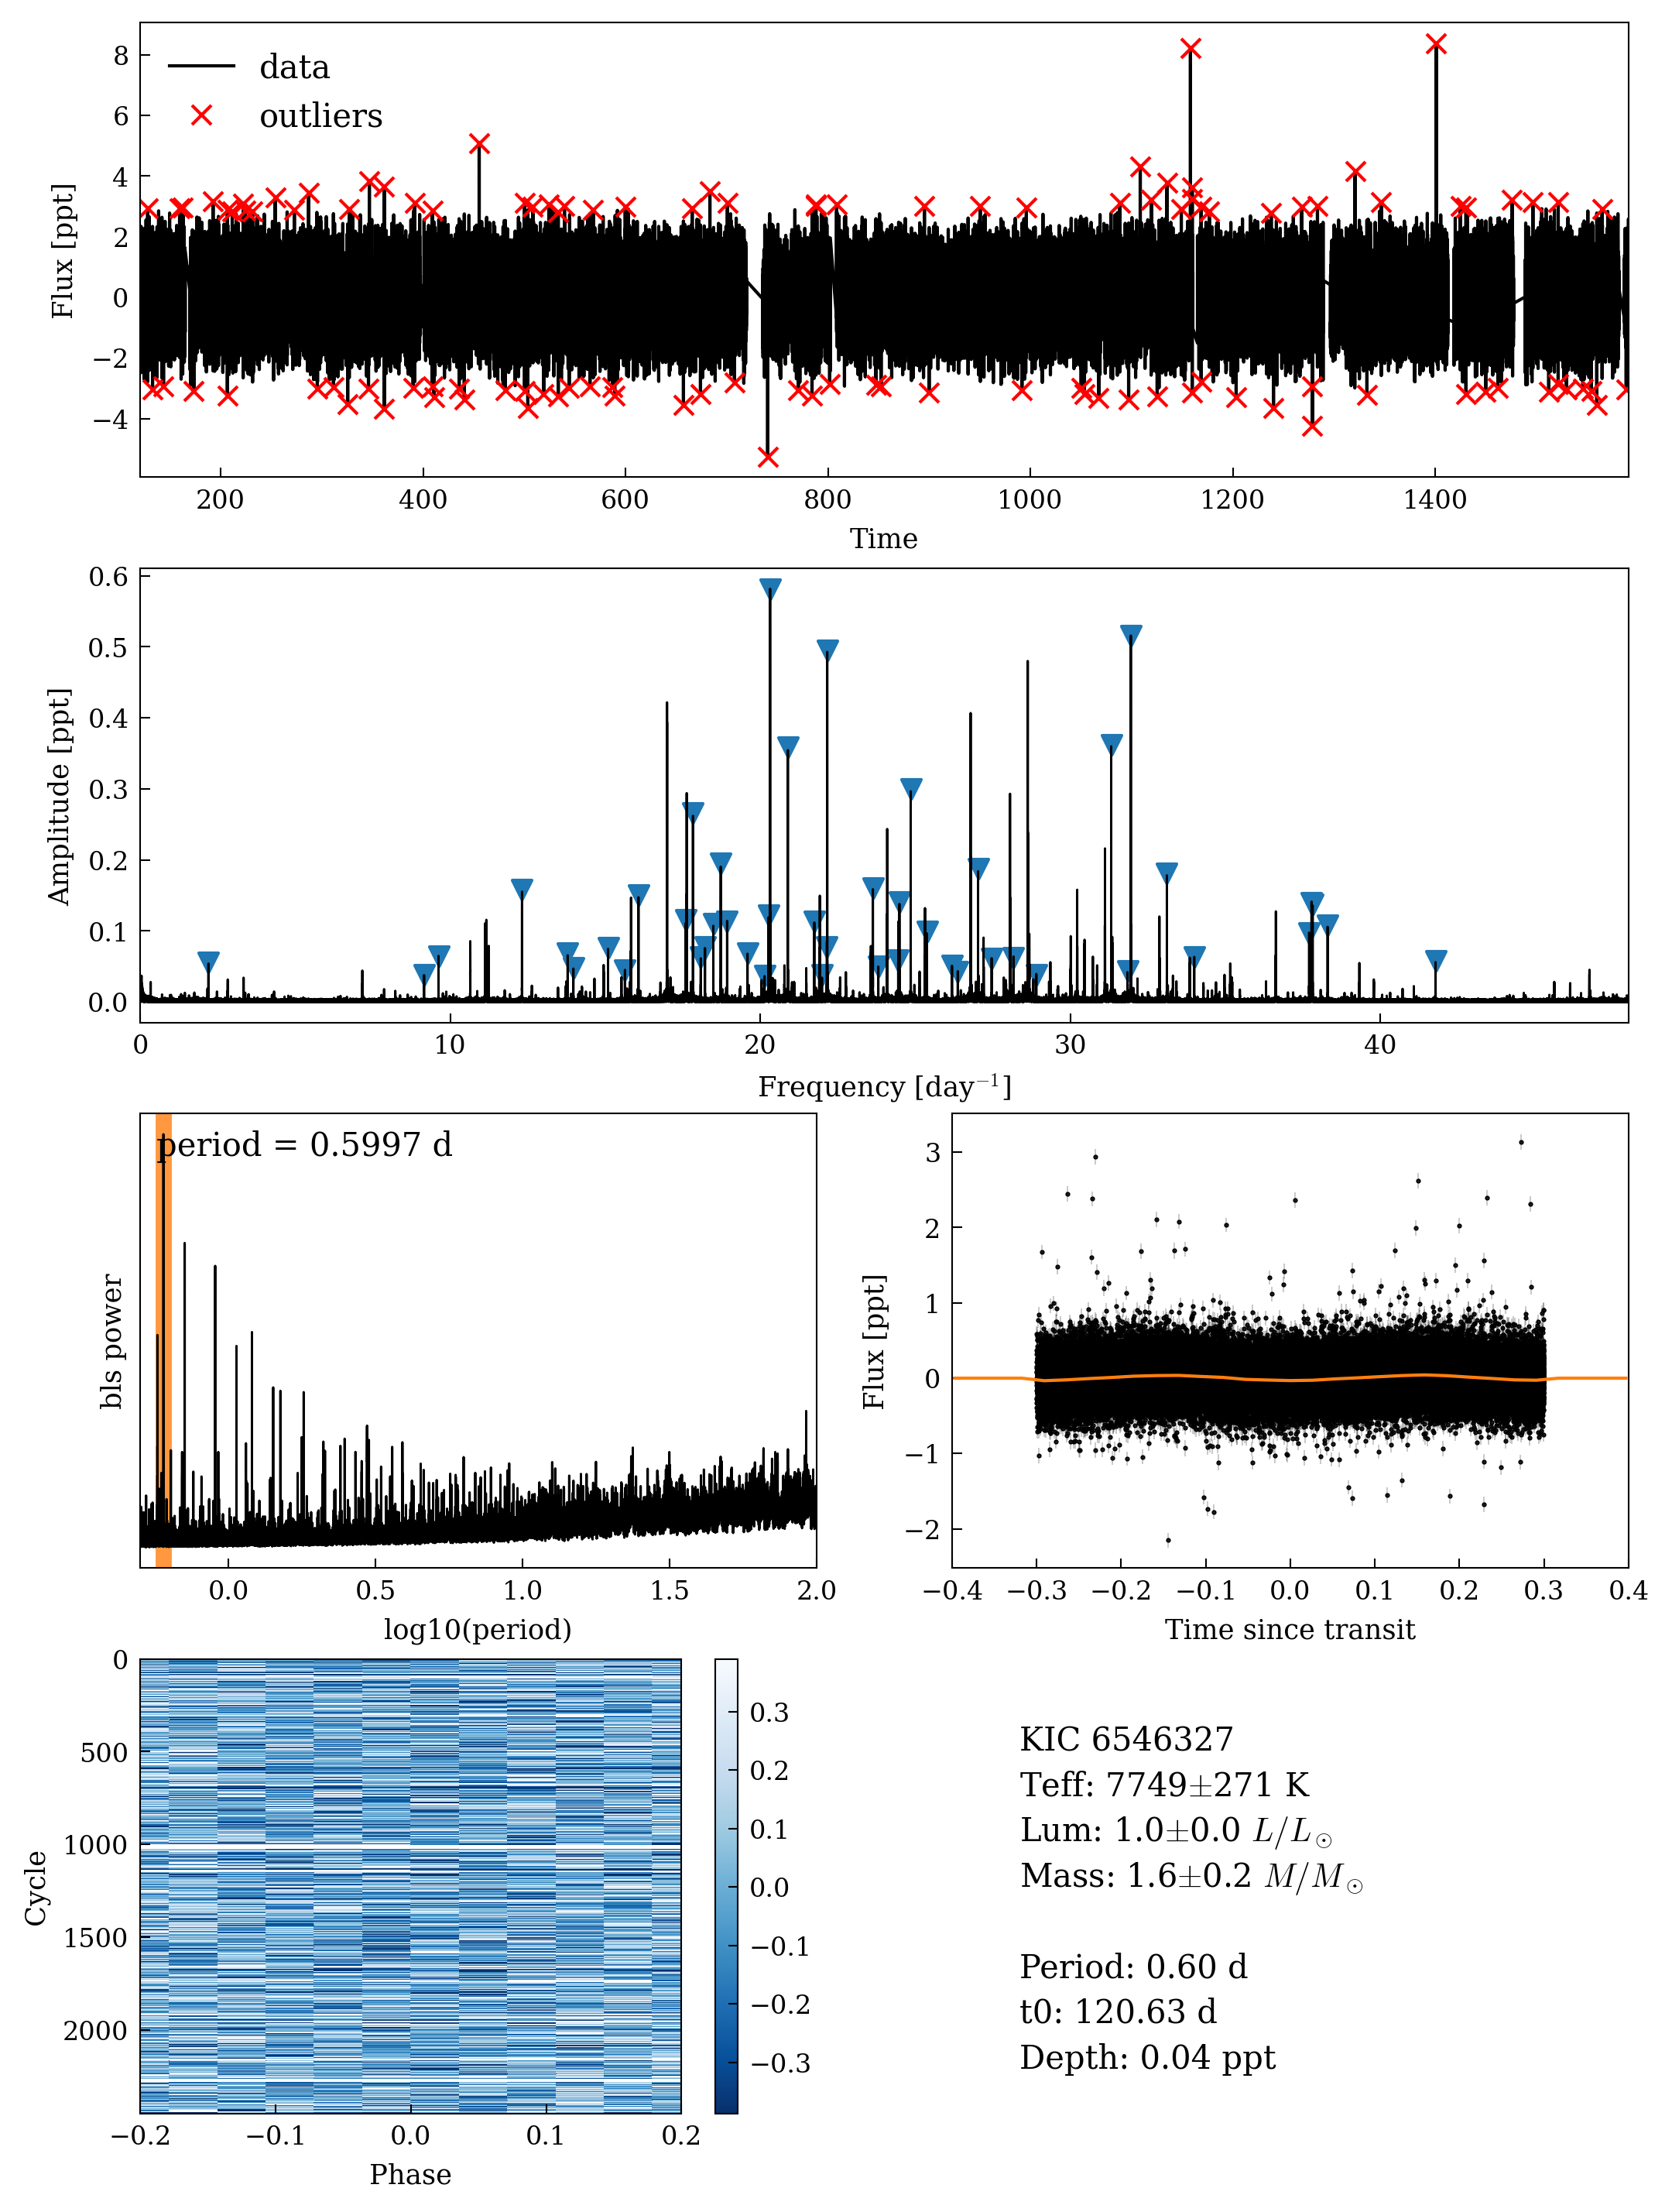 data
outliers
8
6
4
2
0
−2
−4
Flux [ppt]
200 400 600 800 1000 1200 1400
Time
0.6
0.5
0.4
0.3
0.2
0.1
0.0
Amplitude [ppt]
0 10 20 30 40
Frequency [day⁻¹]
period = 0.5997 d
bls power
0.0 0.5 1.0 1.5 2.0
log10(period)
3
2
1
0
−1
−2
Flux [ppt]
−0.4 −0.3 −0.2 −0.1 0.0 0.1 0.2 0.3 0.4
Time since transit
0
500
1000
1500
2000
Cycle
−0.2 −0.1 0.0 0.1 0.2
Phase
0.3
0.2
0.1
0.0
−0.1
−0.2
−0.3
KIC 6546327
Teff: 7749±271 K
Lum: 1.0±0.0 L/L☉
Mass: 1.6±0.2 M/M☉
Period: 0.60 d
t0: 120.63 d
Depth: 0.04 ppt